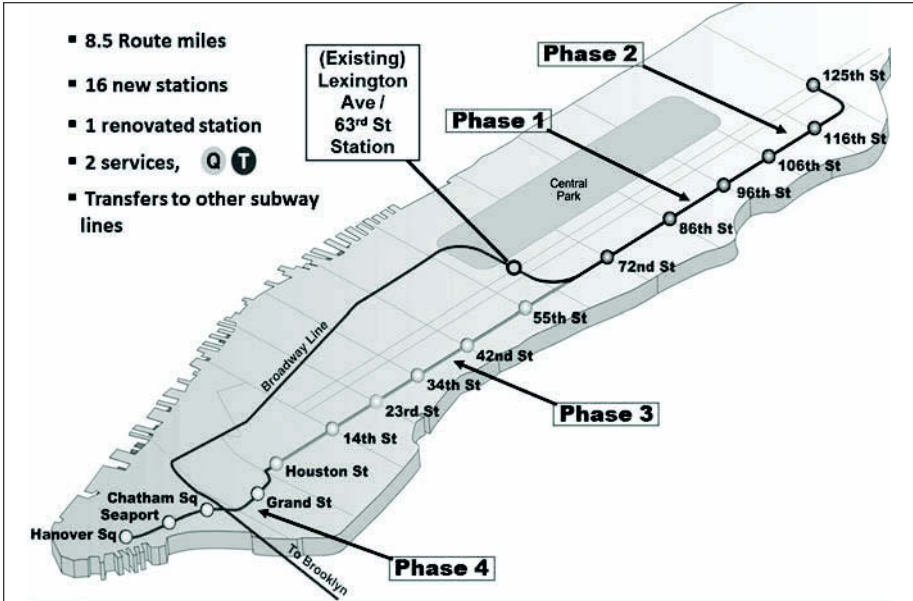 ▪ 8.5 Route miles
▪ 16 new stations
▪ 1 renovated station
▪ 2 services, Q T
▪ Transfers to other subway
lines
(Existing)
Lexington
Ave /
63rd St
Station
Phase 2
Phase 1
125th St
116th St
106th St
96th St
86th St
72nd St
Central
Park
55th St
42nd St
34th St
23rd St
14th St
Houston St
Grand St
Chatham Sq
Seaport
Hanover Sq
Broadway Line
Phase 3
Phase 4
To Brooklyn